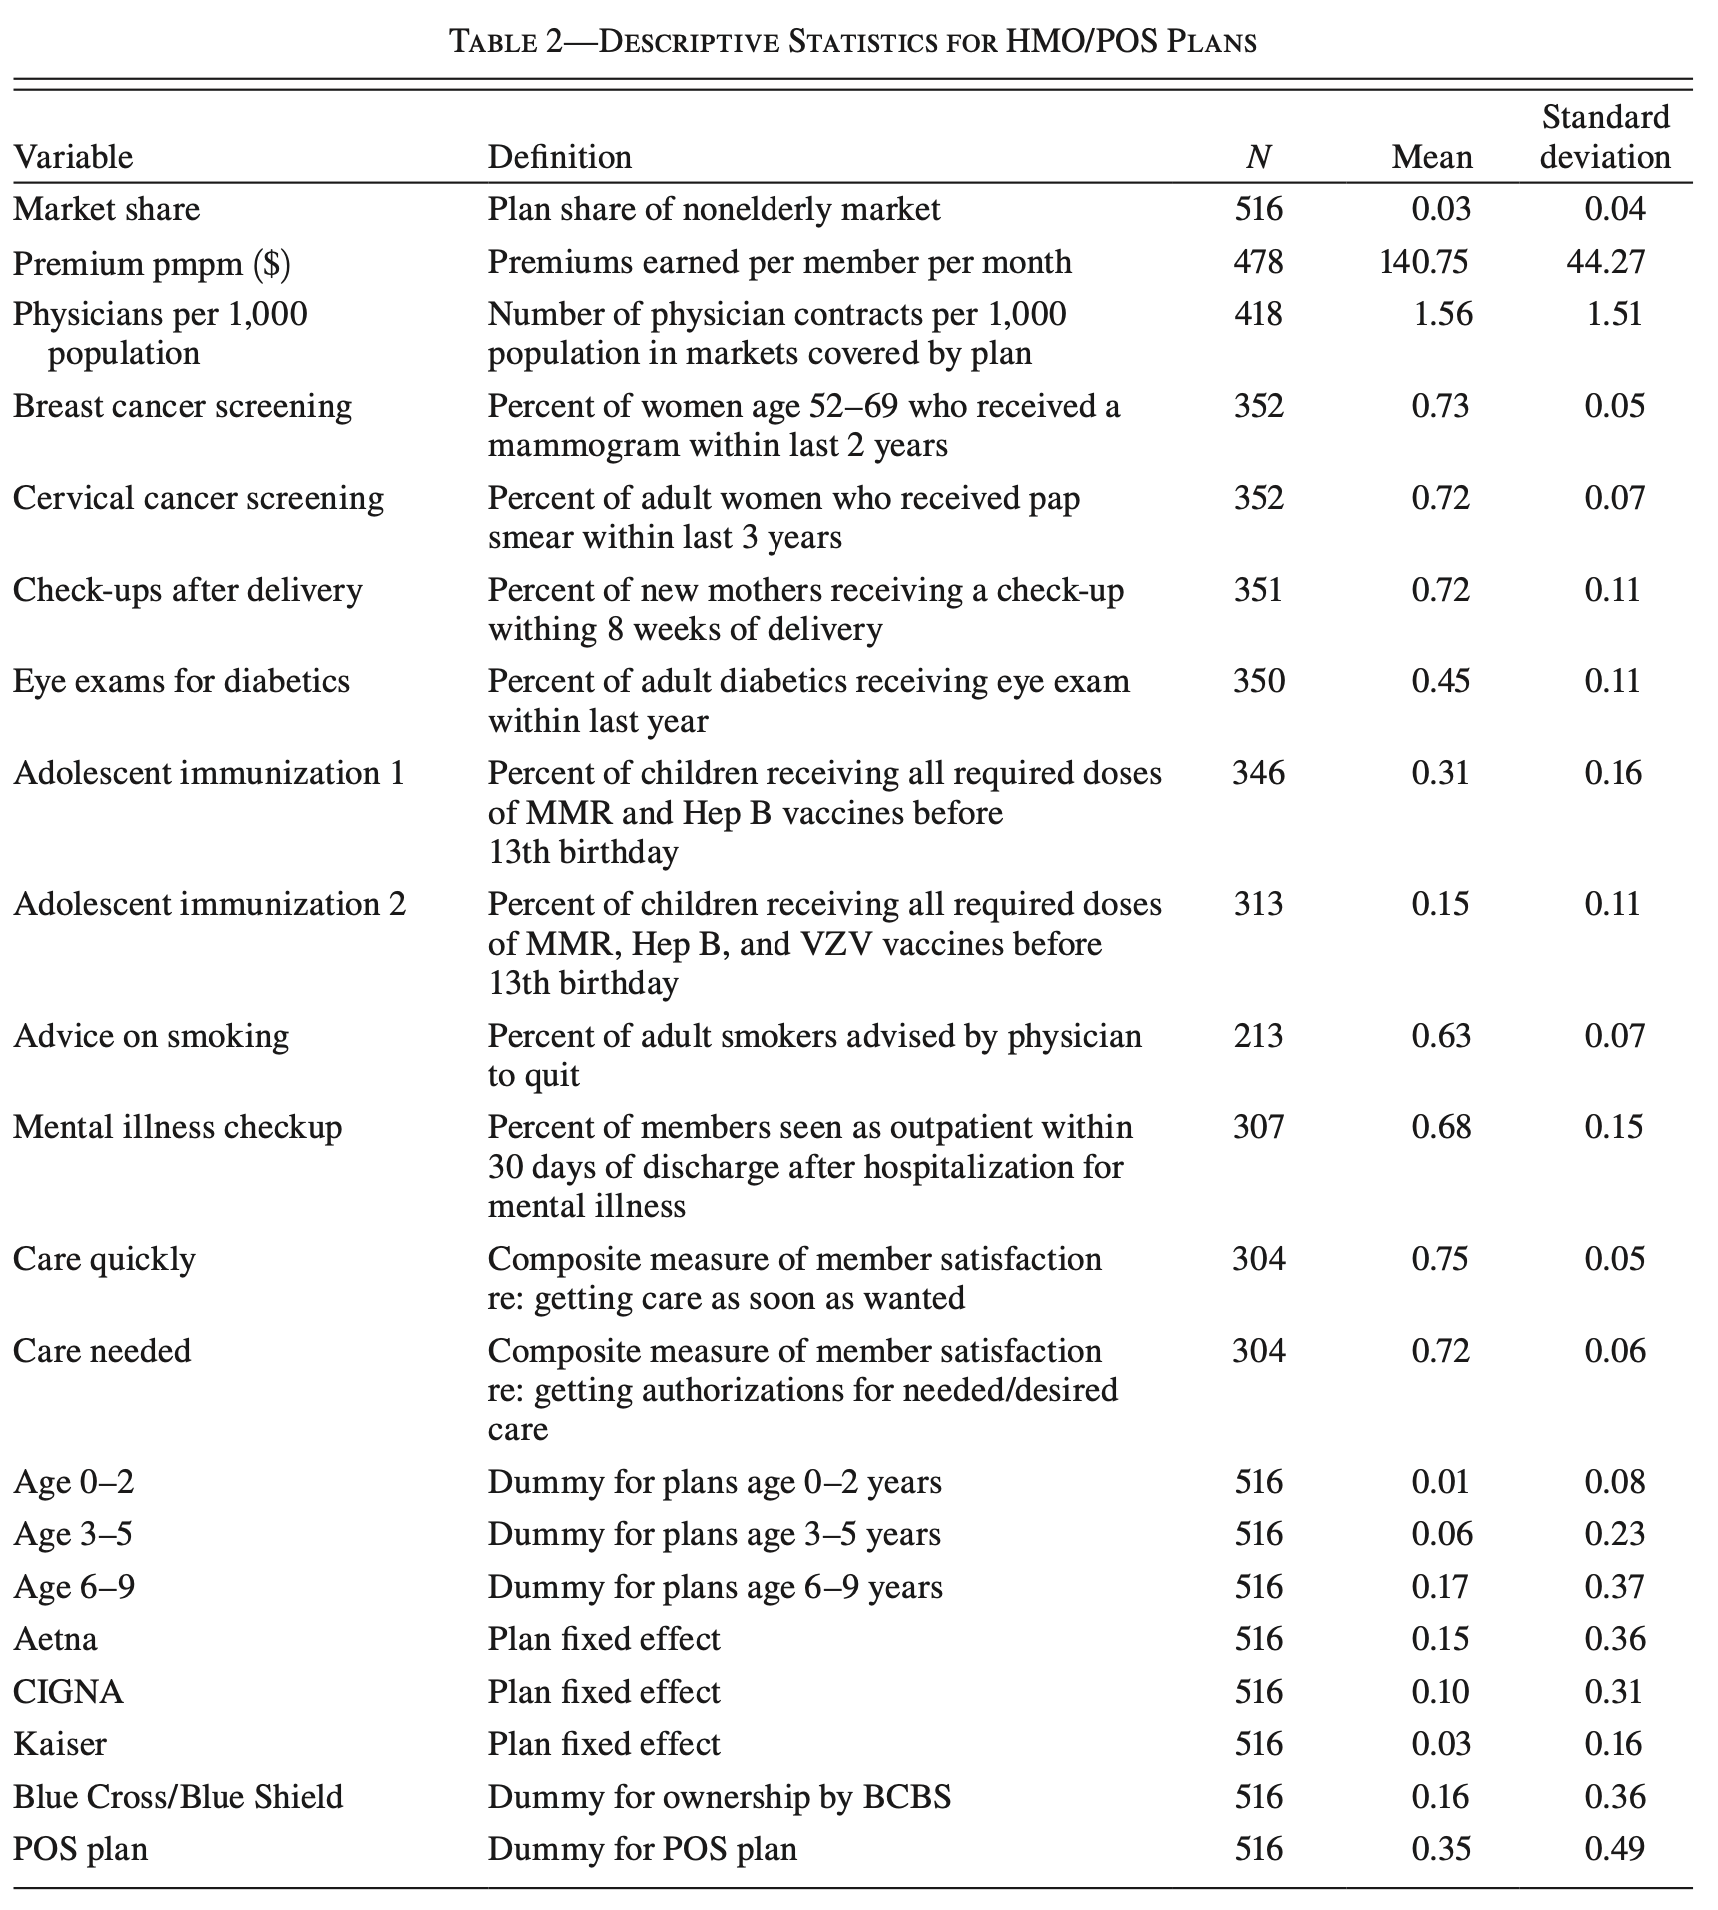 TABLE 2—DESCRIPTIVE STATISTICS FOR HMO/POS PLANS
Standard
Variable Definition N Mean deviation
Market share Plan share of nonelderly market 516 0.03 0.04
Premium pmpm ($) Premiums earned per member per month 478 140.75 44.27
Physicians per 1,000 Number of physician contracts per 1,000 418 1.56 1.51
population population in markets covered by plan
Breast cancer screening Percent of women age 52–69 who received a 352 0.73 0.05
mammogram within last 2 years
Cervical cancer screening Percent of adult women who received pap 352 0.72 0.07
smear within last 3 years
Check-ups after delivery Percent of new mothers receiving a check-up 351 0.72 0.11
withing 8 weeks of delivery
Eye exams for diabetics Percent of adult diabetics receiving eye exam 350 0.45 0.11
within last year
Adolescent immunization 1 Percent of children receiving all required doses 346 0.31 0.16
of MMR and Hep B vaccines before
13th birthday
Adolescent immunization 2 Percent of children receiving all required doses 313 0.15 0.11
of MMR, Hep B, and VZV vaccines before
13th birthday
Advice on smoking Percent of adult smokers advised by physician 213 0.63 0.07
to quit
Mental illness checkup Percent of members seen as outpatient within 307 0.68 0.15
30 days of discharge after hospitalization for
mental illness
Care quickly Composite measure of member satisfaction 304 0.75 0.05
re: getting care as soon as wanted
Care needed Composite measure of member satisfaction 304 0.72 0.06
re: getting authorizations for needed/desired
care
Age 0–2 Dummy for plans age 0–2 years 516 0.01 0.08
Age 3–5 Dummy for plans age 3–5 years 516 0.06 0.23
Age 6–9 Dummy for plans age 6–9 years 516 0.17 0.37
Aetna Plan fixed effect 516 0.15 0.36
CIGNA Plan fixed effect 516 0.10 0.31
Kaiser Plan fixed effect 516 0.03 0.16
Blue Cross/Blue Shield Dummy for ownership by BCBS 516 0.16 0.36
POS plan Dummy for POS plan 516 0.35 0.49